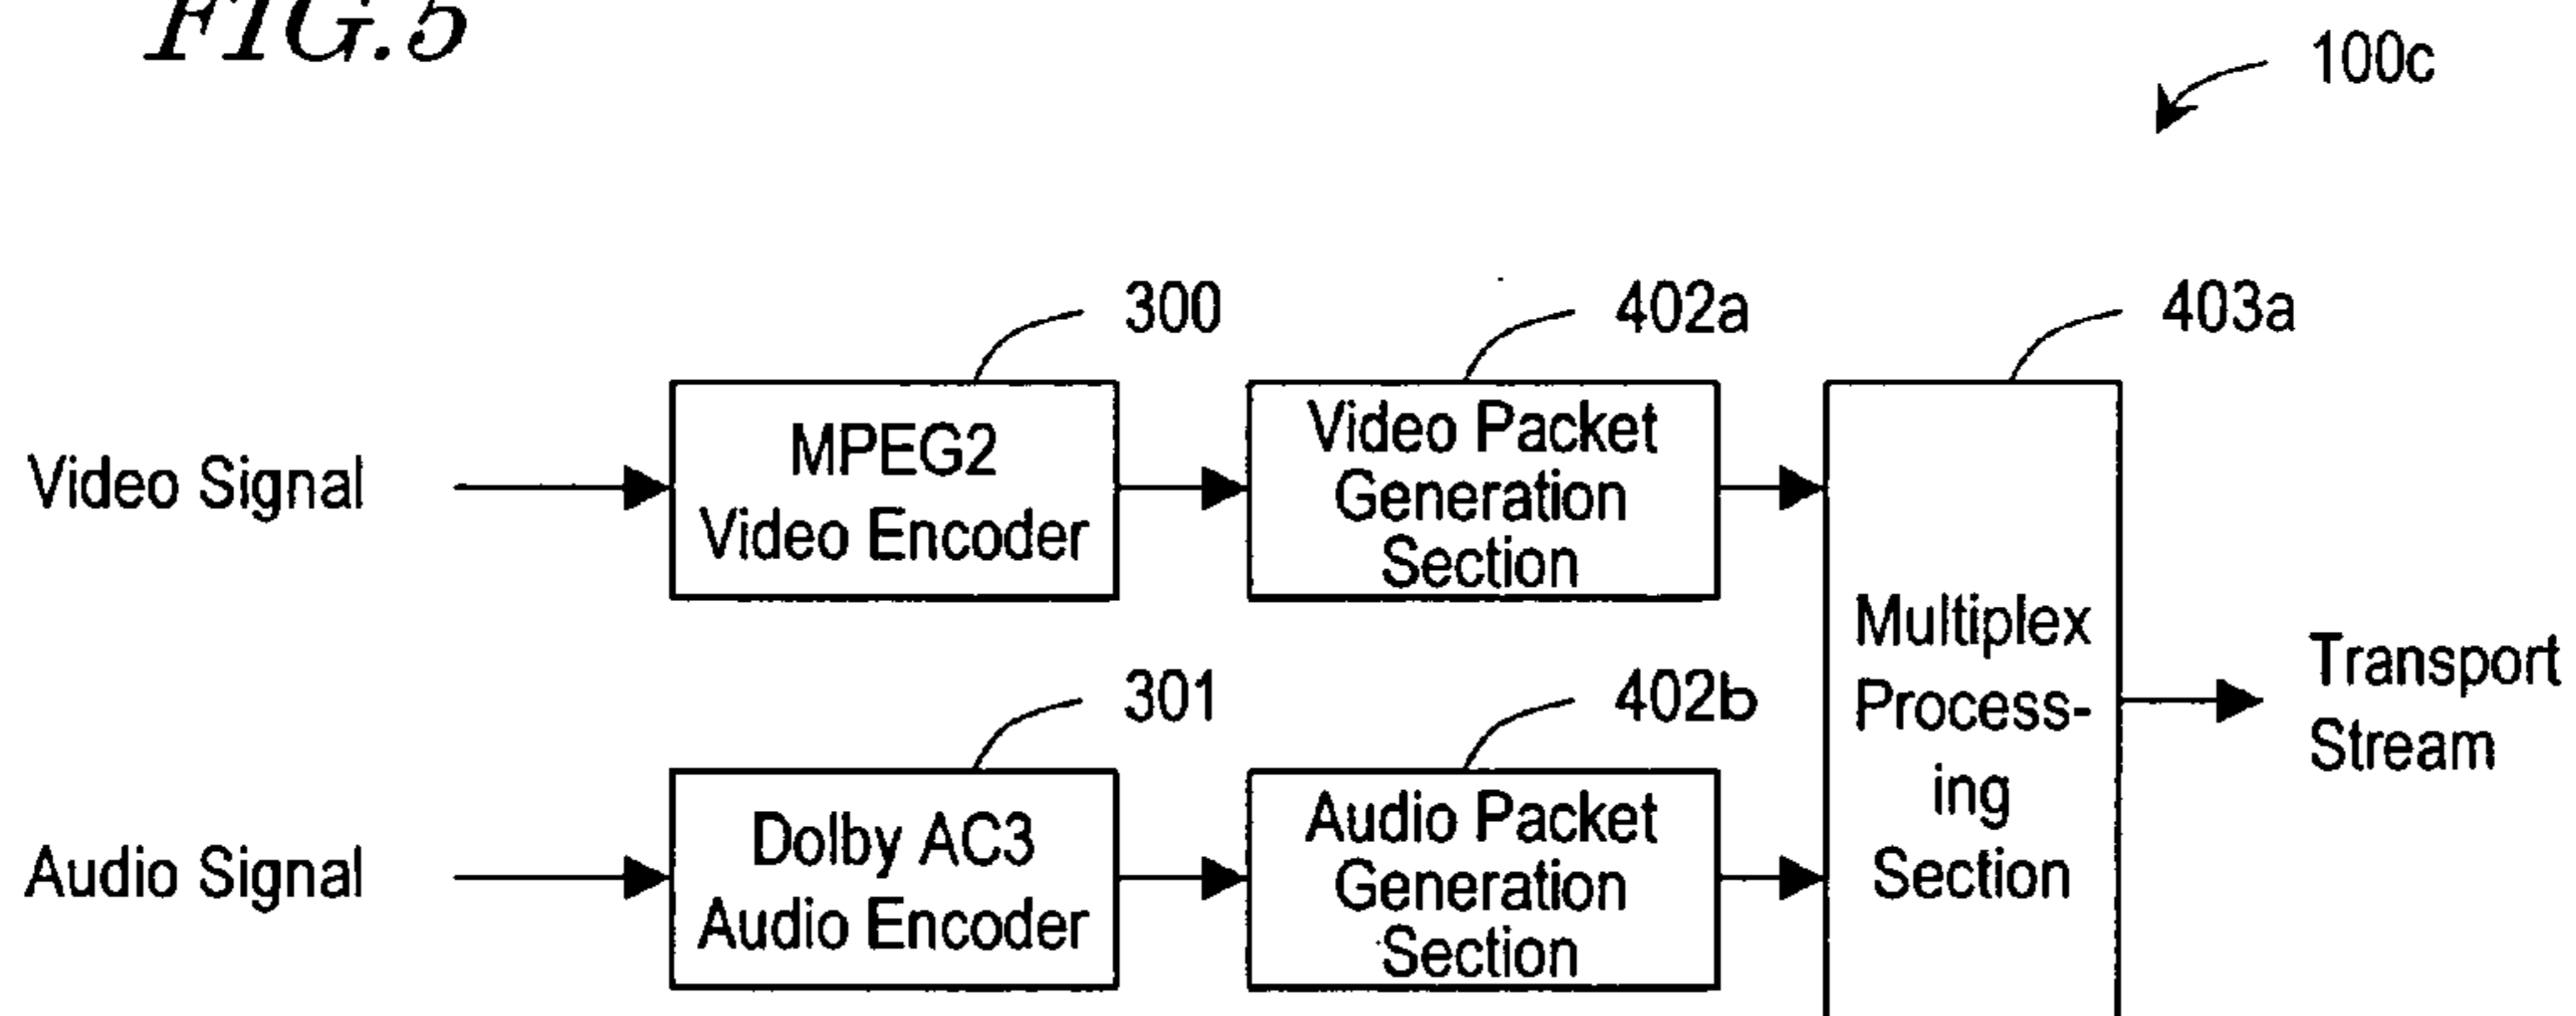 FIG.5
100c
300
402a
403a
Video Signal
MPEG2
Video Encoder
Video Packet
Generation
Section
Multiplex
Process-
ing
Section
Transport
Stream
301
402b
Audio Signal
Dolby AC3
Audio Encoder
Audio Packet
Generation
Section